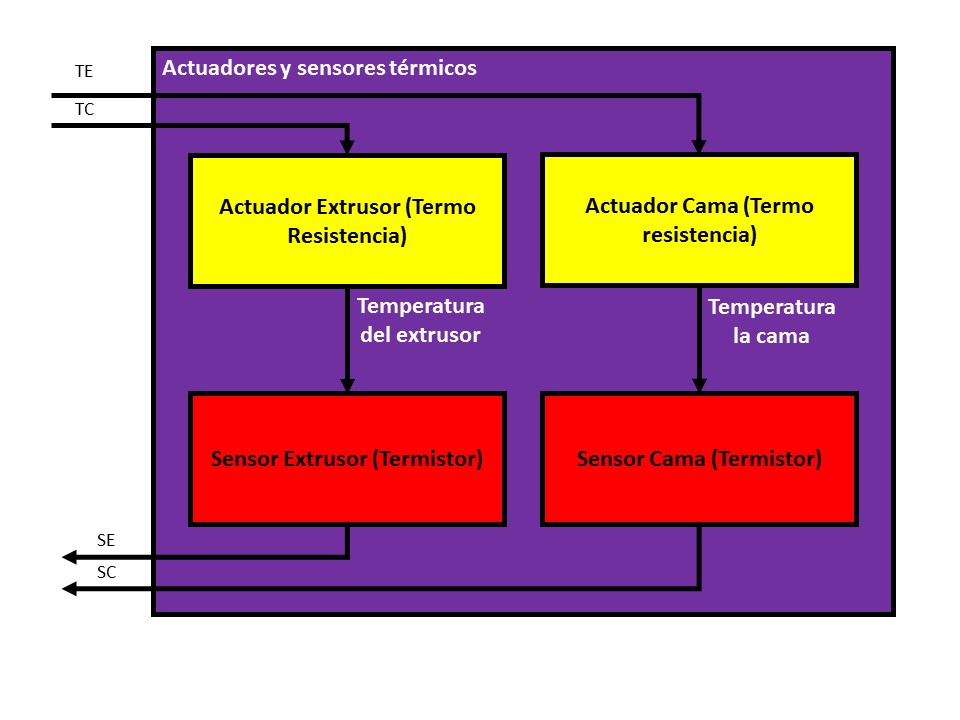 TE
Actuadores y sensores térmicos
TC
Actuador Extrusor (Termo
Resistencia)
Actuador Cama (Termo
resistencia)
Temperatura
del extrusor
Temperatura
la cama
Sensor Extrusor (Termistor)
Sensor Cama (Termistor)
SE
SC